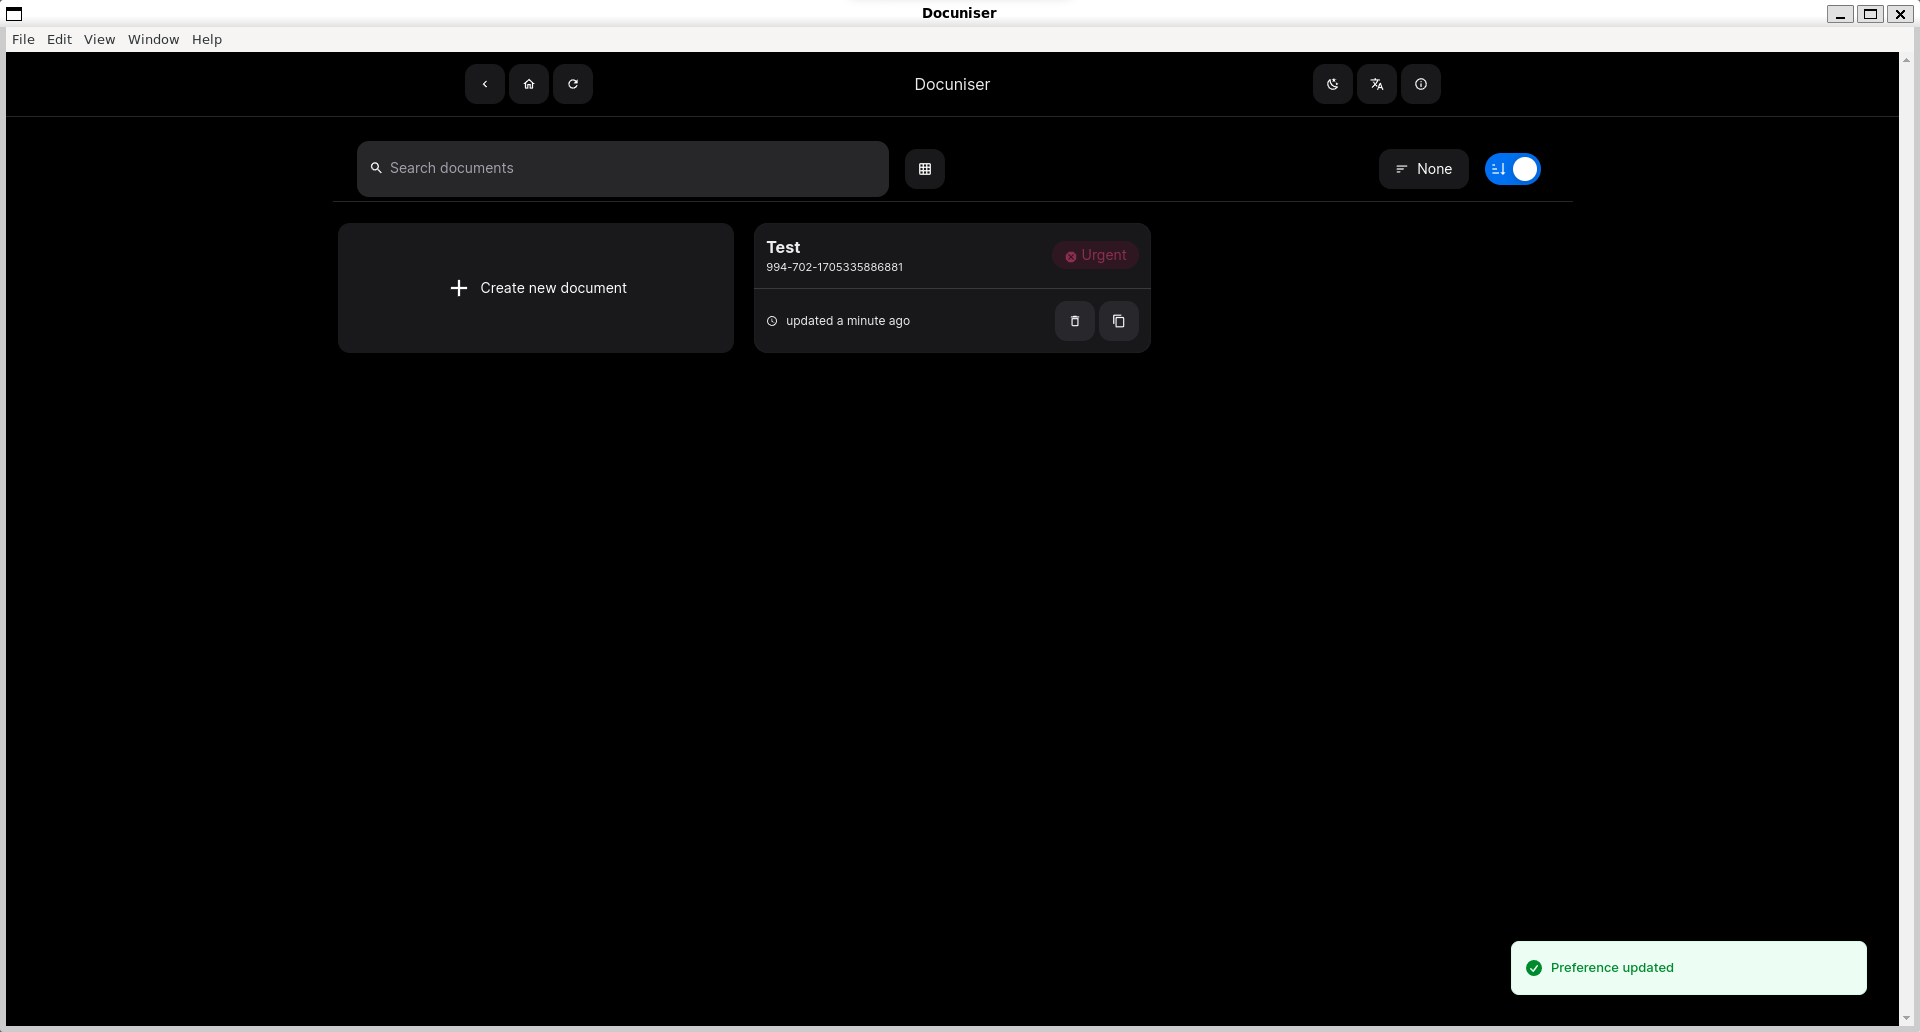 Docuniser
File Edit View Window Help
Docuniser
Search documents
None
Create new document
Test
994-702-1705335886881
Urgent
updated a minute ago
Preference updated